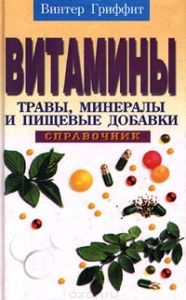 Винтер Гриффит
ВИТАМИНЫ
ТРАВЫ, МИНЕРАЛЫ
И ПИЩЕВЫЕ ДОБАВКИ
СПРАВОЧНИК